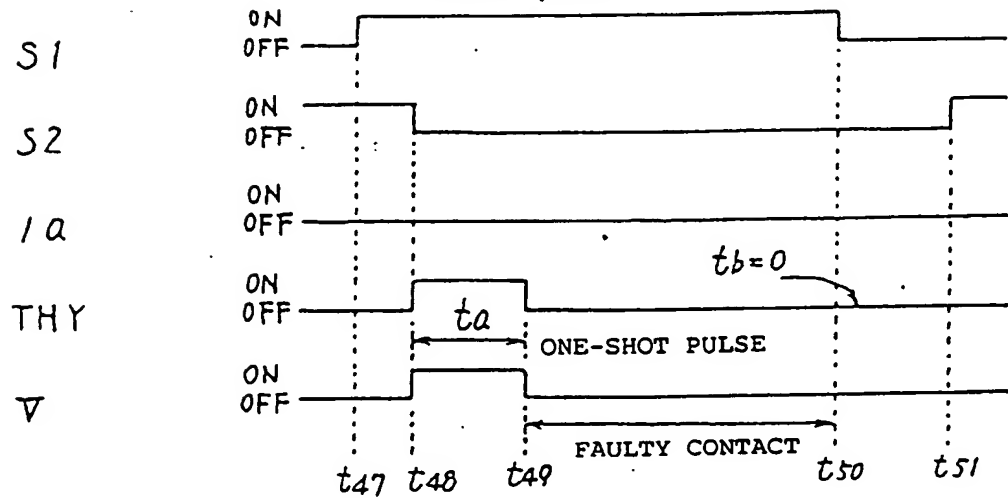 S1 ON
OFF
S2 ON
OFF
1a ON
OFF
THY ON
OFF
ta
tb=0
ONE-SHOT PULSE
V ON
OFF
FAULTY CONTACT
t47 t48 t49 t50 t51